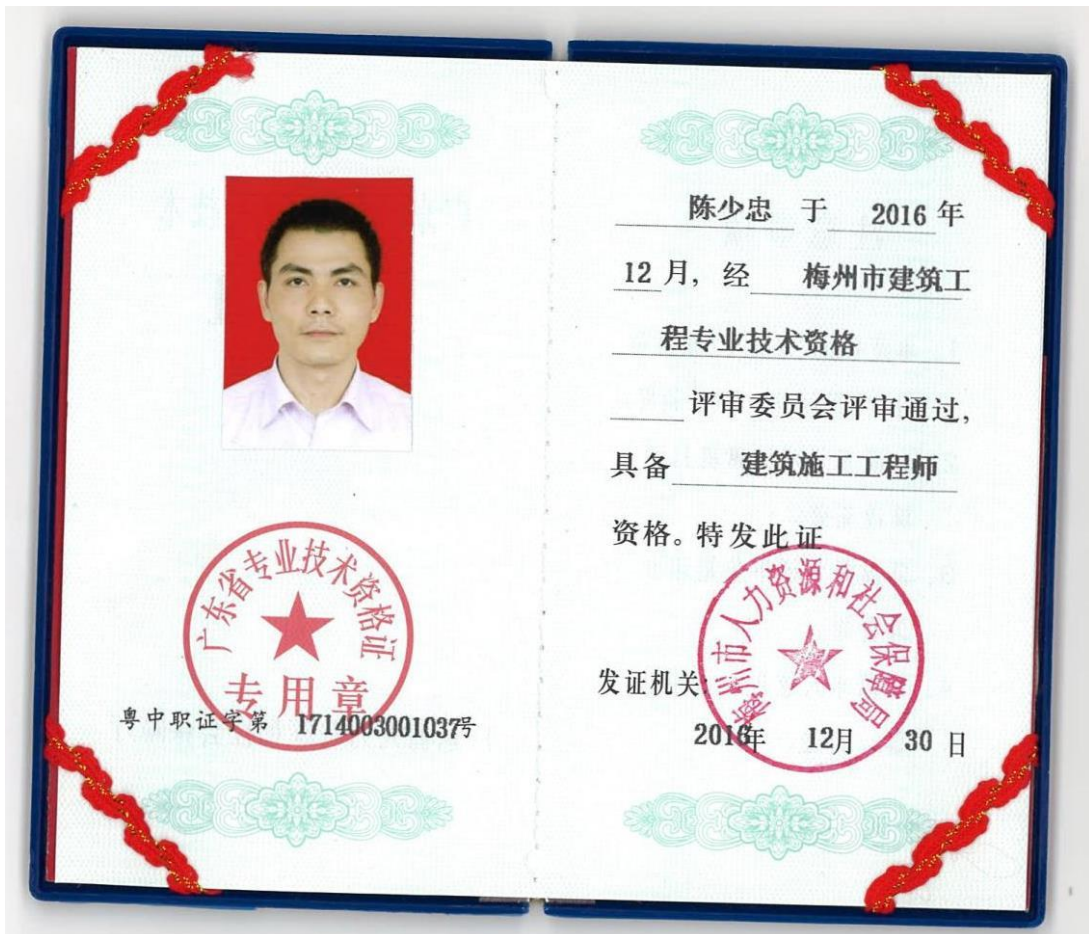 广东省专业技术资格证
专用章
粤中职证字第 1714003001037号
陈少忠 于 2016 年
12 月, 经 梅州市建筑工
程专业技术资格
评审委员会评审通过,
具备 建筑施工工程师
资格。特发此证
梅州市人力资源和社会保障局
发证机关:
2016年 12月 30 日